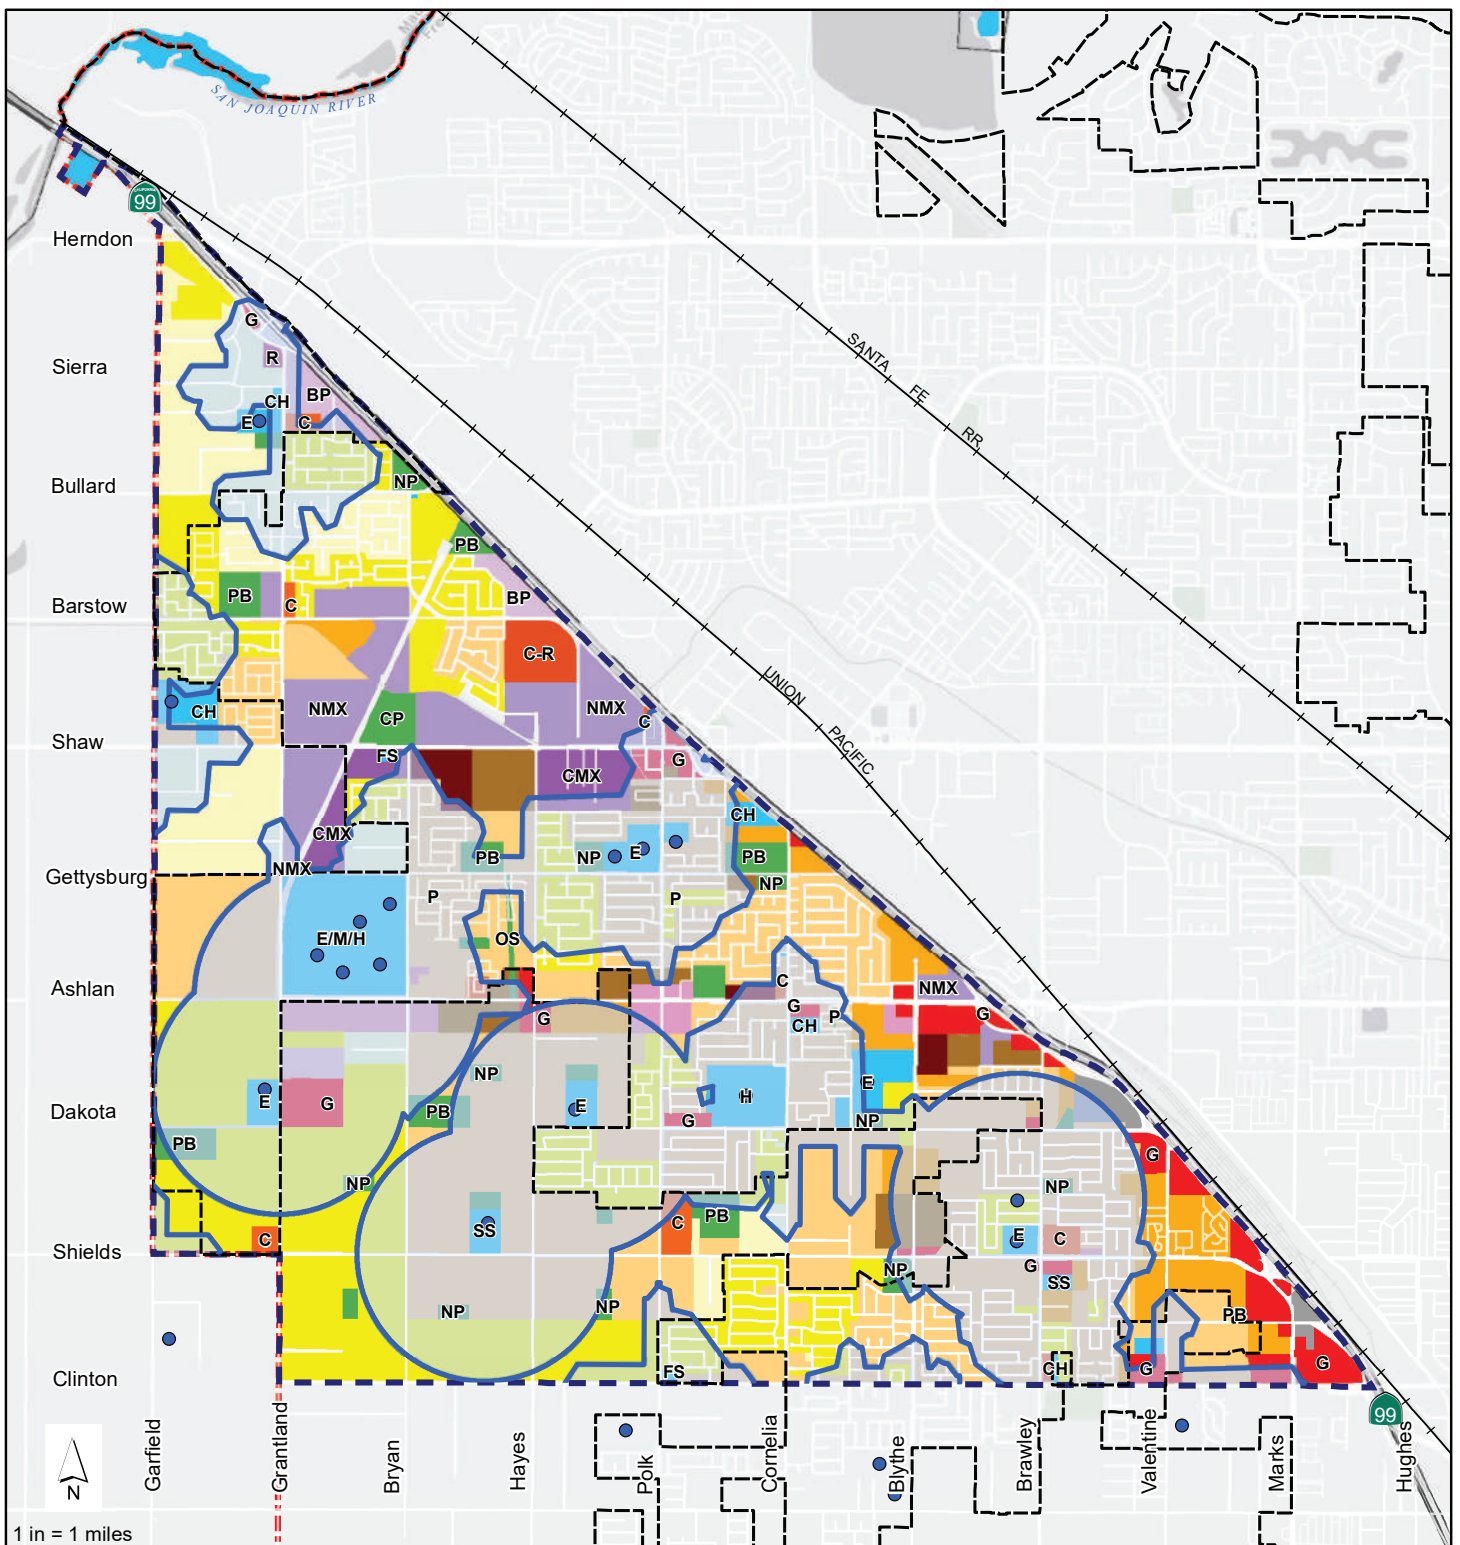 SAN JOAQUIN RIVER
CALIFORNIA
99
Herndon
G
Sierra
R
SANTA FE RR
BP
CH
E
C
Bullard
NP
PB
BP
Barstow
PB
C
C-R
UNION PACIFIC
CH
NMX
CP
NMX
C
Shaw
FS
G
CMX
CH
CMX
PB
NP
E
PB
Gettysburg
NMX
NP
P
P
E/M/H
OS
Ashlan
C
NMX
G
G
G
CH
P
NP
E
E
G
PB
E
H
Dakota
G
NP
PB
G
NP
NP
SS
C
PB
E
C
Shields
C
NP
G
SS
NP
NP
PB
FS
CH
G
G
Clinton
99
Garfield
Grantland
Bryan
Hayes
Polk
Cornelia
Blythe
Brawley
Valentine
Marks
Hughes
N
1 in = 1 miles